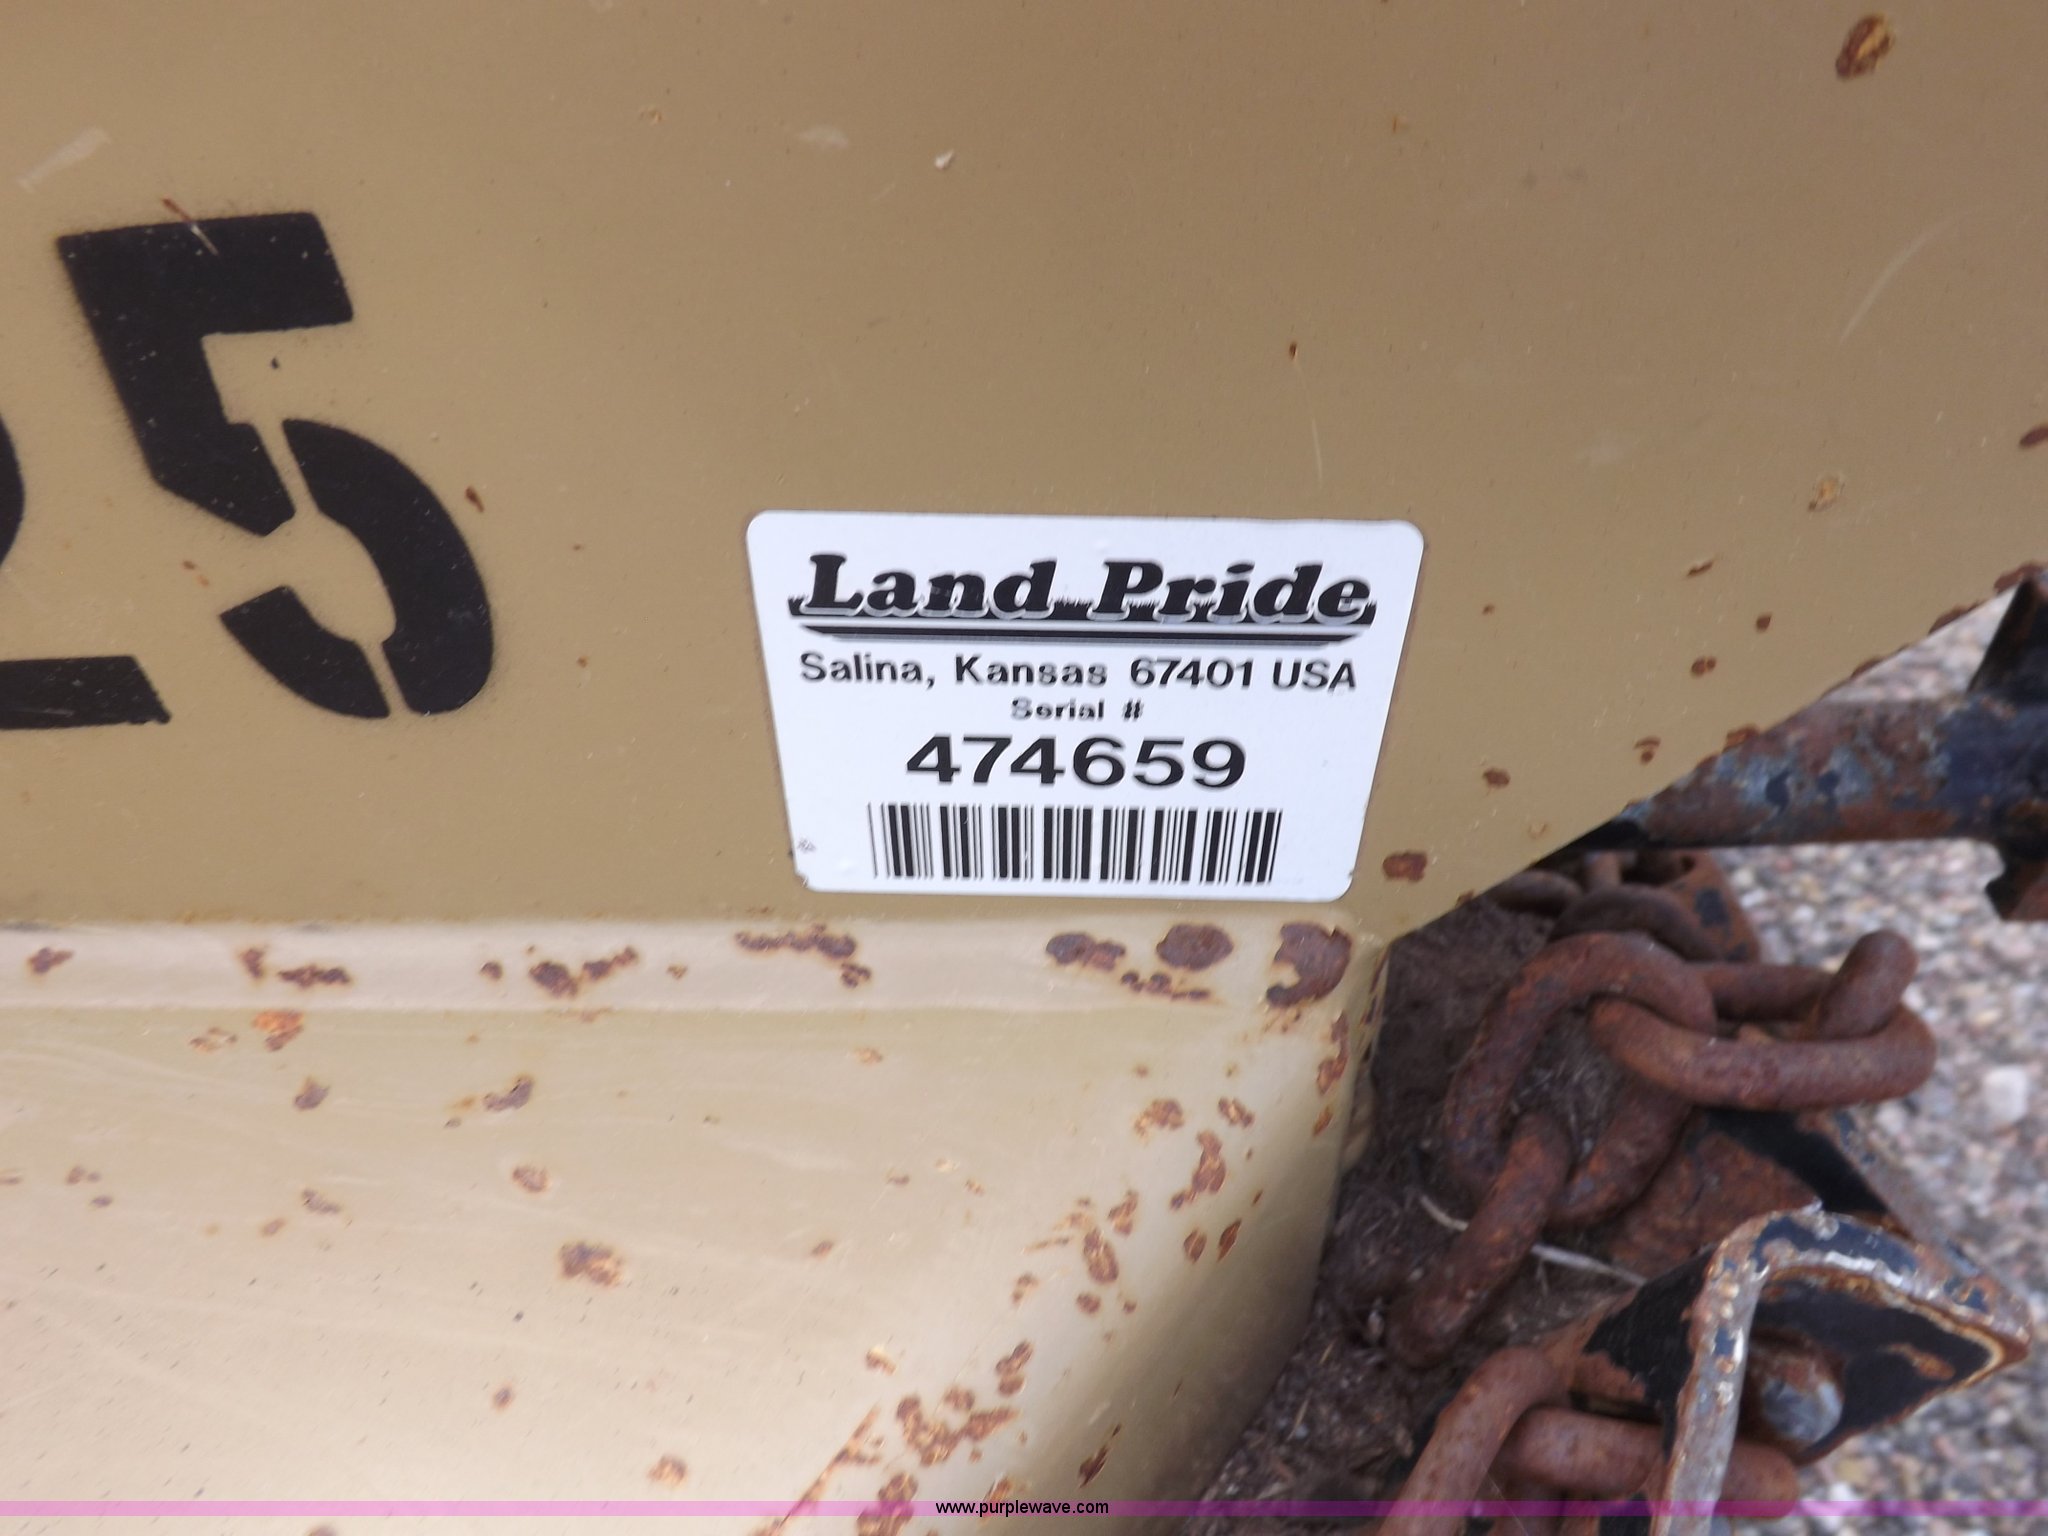 25
Land Pride
Salina, Kansas 67401 USA
Serial #
474659
www.purplewave.com